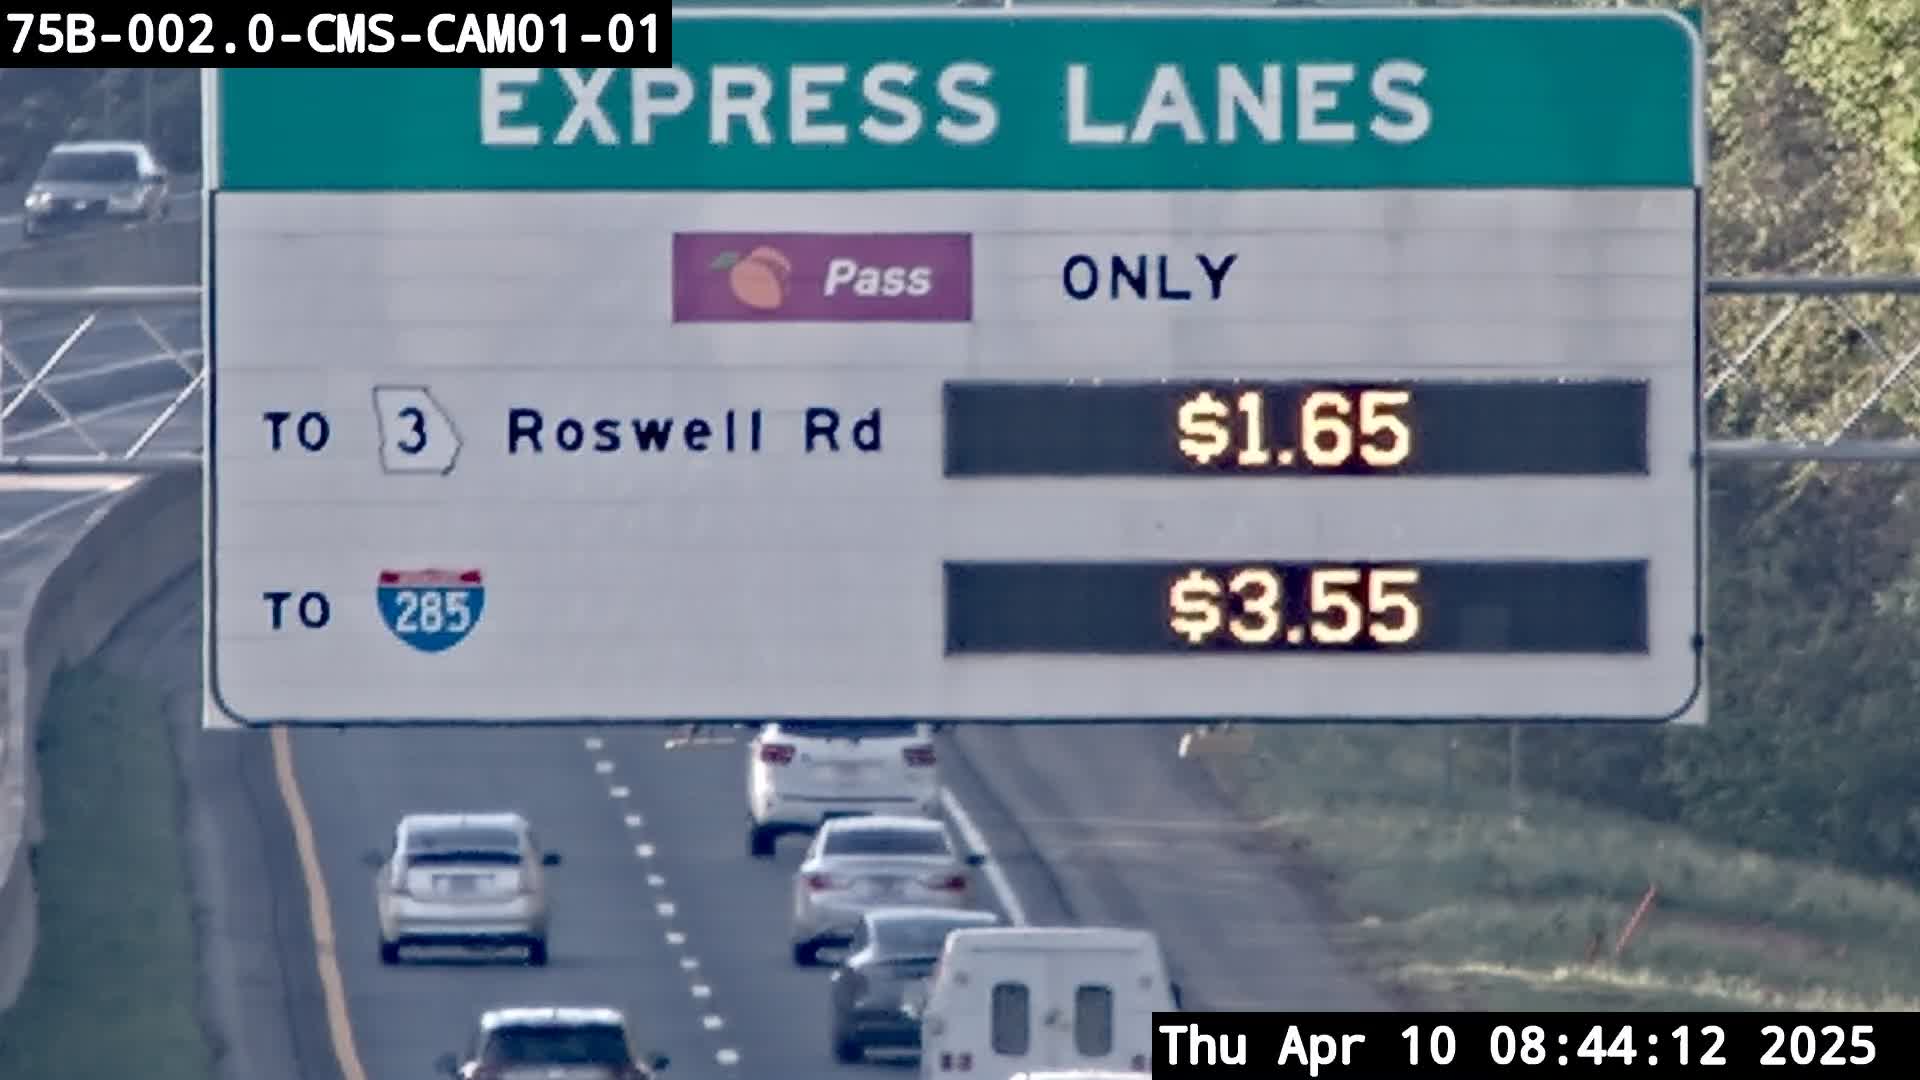 75B-002.0-CMS-CAM01-01
EXPRESS LANES
Pass ONLY
TO 3 Roswell Rd $1.65
TO 285 $3.55
Thu Apr 10 08:44:12 2025